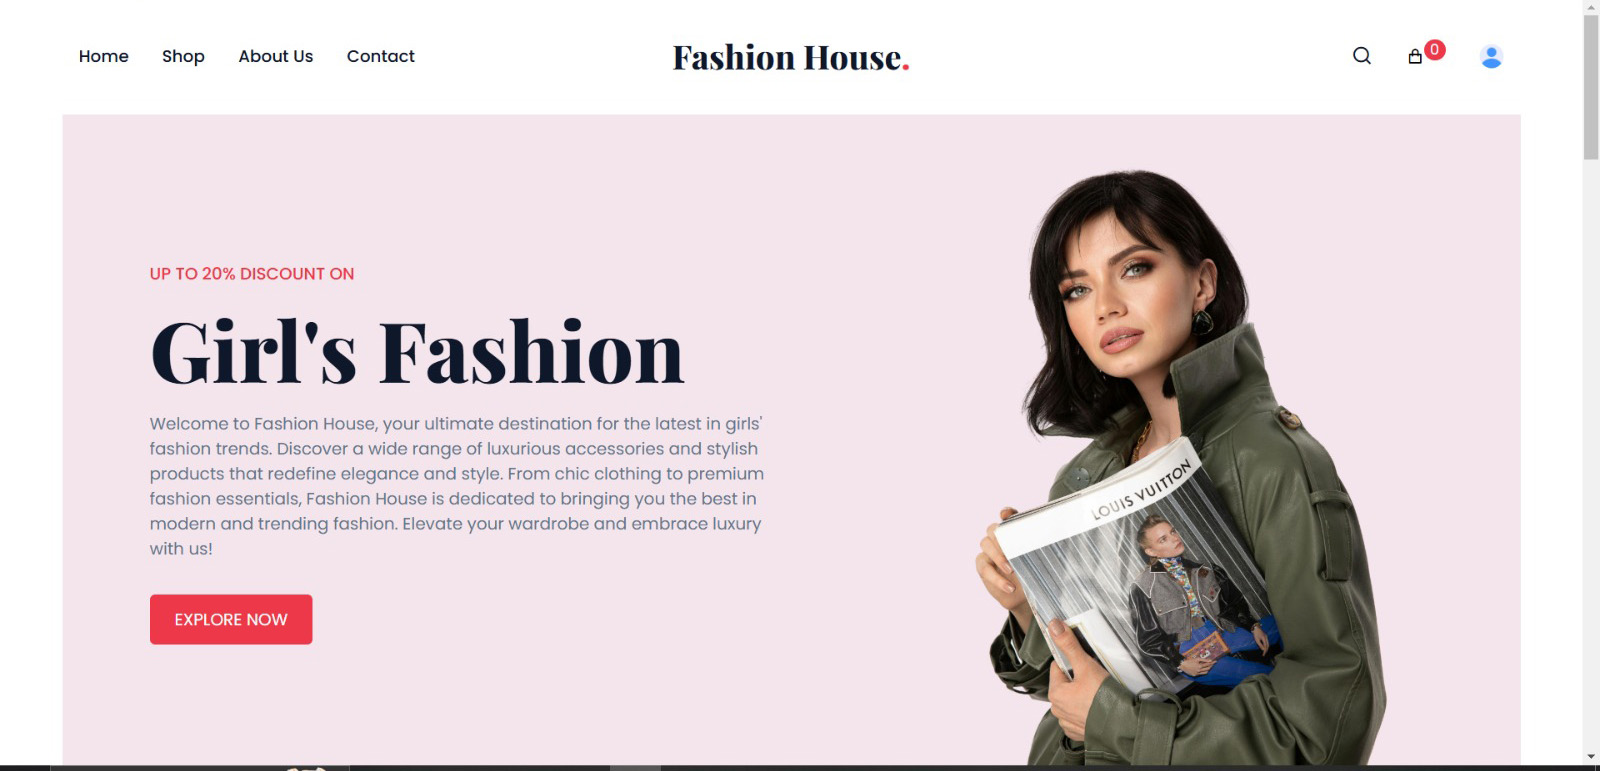 Home Shop About Us Contact
Fashion House.
0
UP TO 20% DISCOUNT ON
Girl's Fashion
Welcome to Fashion House, your ultimate destination for the latest in girls'
fashion trends. Discover a wide range of luxurious accessories and stylish
products that redefine elegance and style. From chic clothing to premium
fashion essentials, Fashion House is dedicated to bringing you the best in
modern and trending fashion. Elevate your wardrobe and embrace luxury
with us!
EXPLORE NOW
LOUIS VUITTON